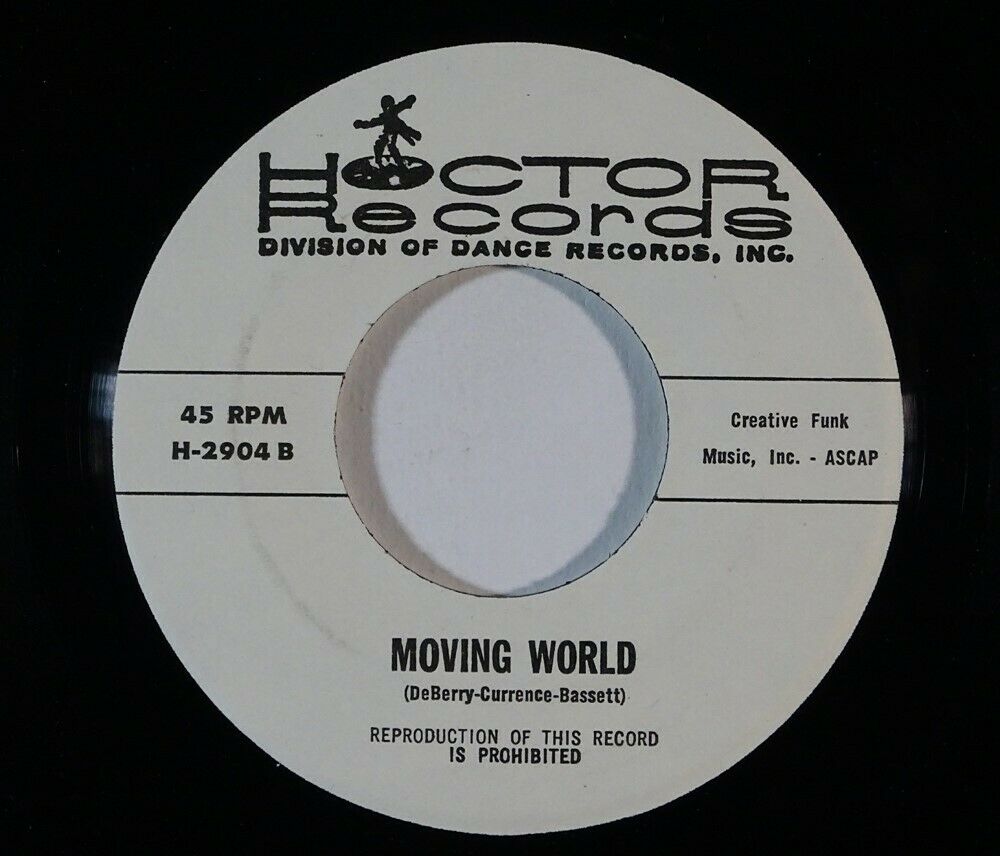 HOCTOR
Records
DIVISION OF DANCE RECORDS, INC.
45 RPM
H-2904 B
Creative Funk
Music, Inc. - ASCAP
MOVING WORLD
(DeBerry-Currence-Bassett)
REPRODUCTION OF THIS RECORD
IS PROHIBITED